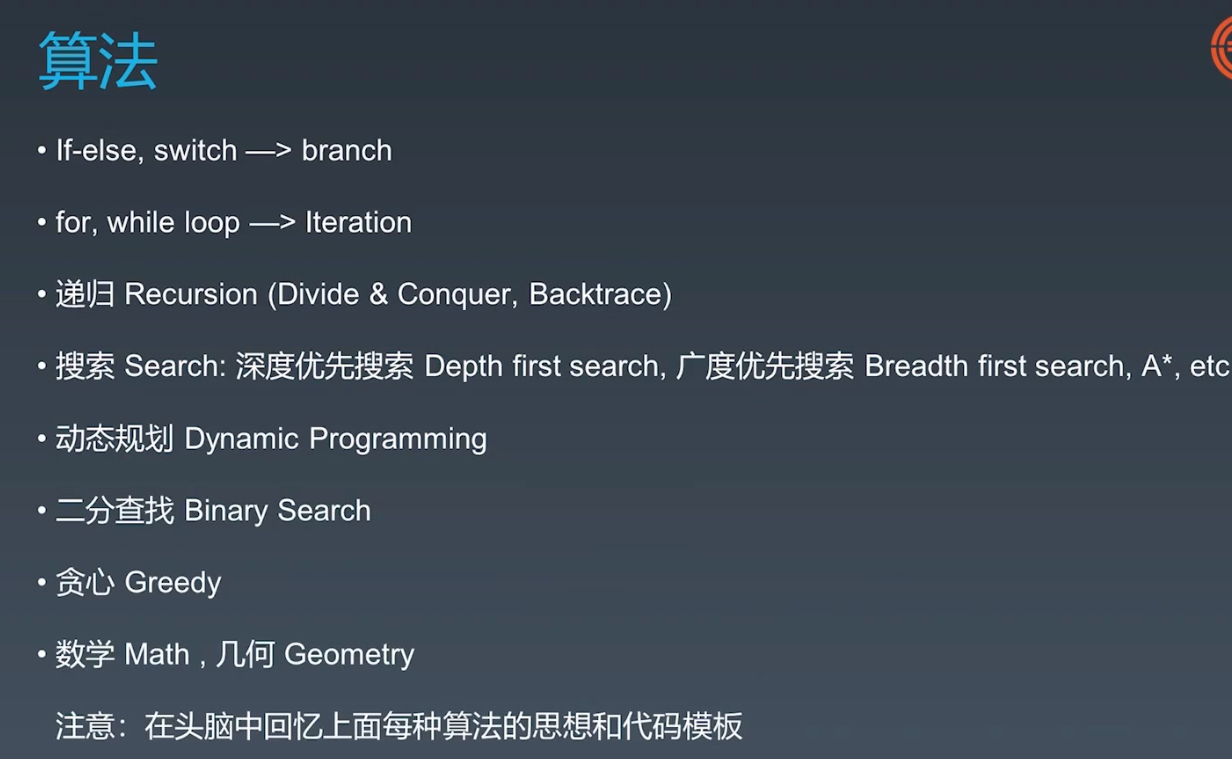 算法
• If-else, switch —> branch
• for, while loop —> Iteration
• 递归 Recursion (Divide & Conquer, Backtrace)
• 搜索 Search: 深度优先搜索 Depth first search, 广度优先搜索 Breadth first search, A*, etc
• 动态规划 Dynamic Programming
• 二分查找 Binary Search
• 贪心 Greedy
• 数学 Math , 几何 Geometry
注意：在头脑中回忆上面每种算法的思想和代码模板